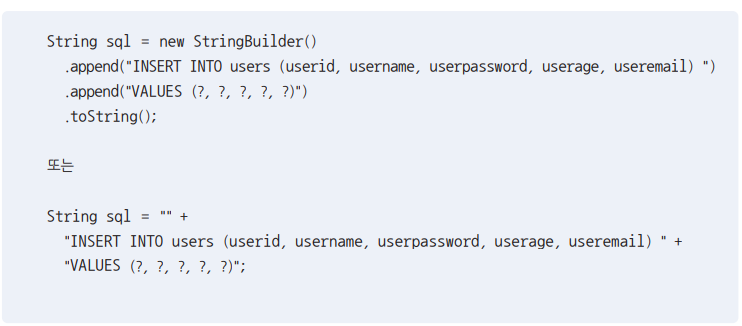 String sql = new StringBuilder()
.append("INSERT INTO users (userid, username, userpassword, userage, useremail) ")
.append("VALUES (?, ?, ?, ?, ?)")
.toString();
또는
String sql = "" +
"INSERT INTO users (userid, username, userpassword, userage, useremail) " +
"VALUES (?, ?, ?, ?, ?)";